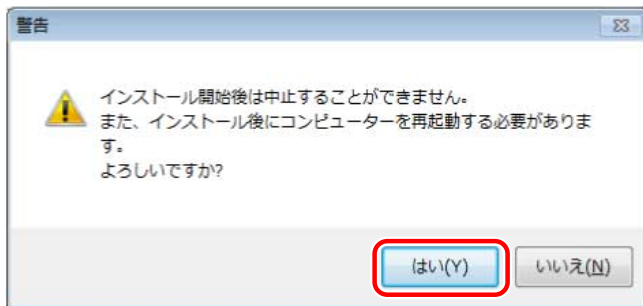 警告
インストール開始後は中止することができません。
また、インストール後にコンピューターを再起動する必要がありま
す。
よろしいですか?
はい(Y)
いいえ(N)